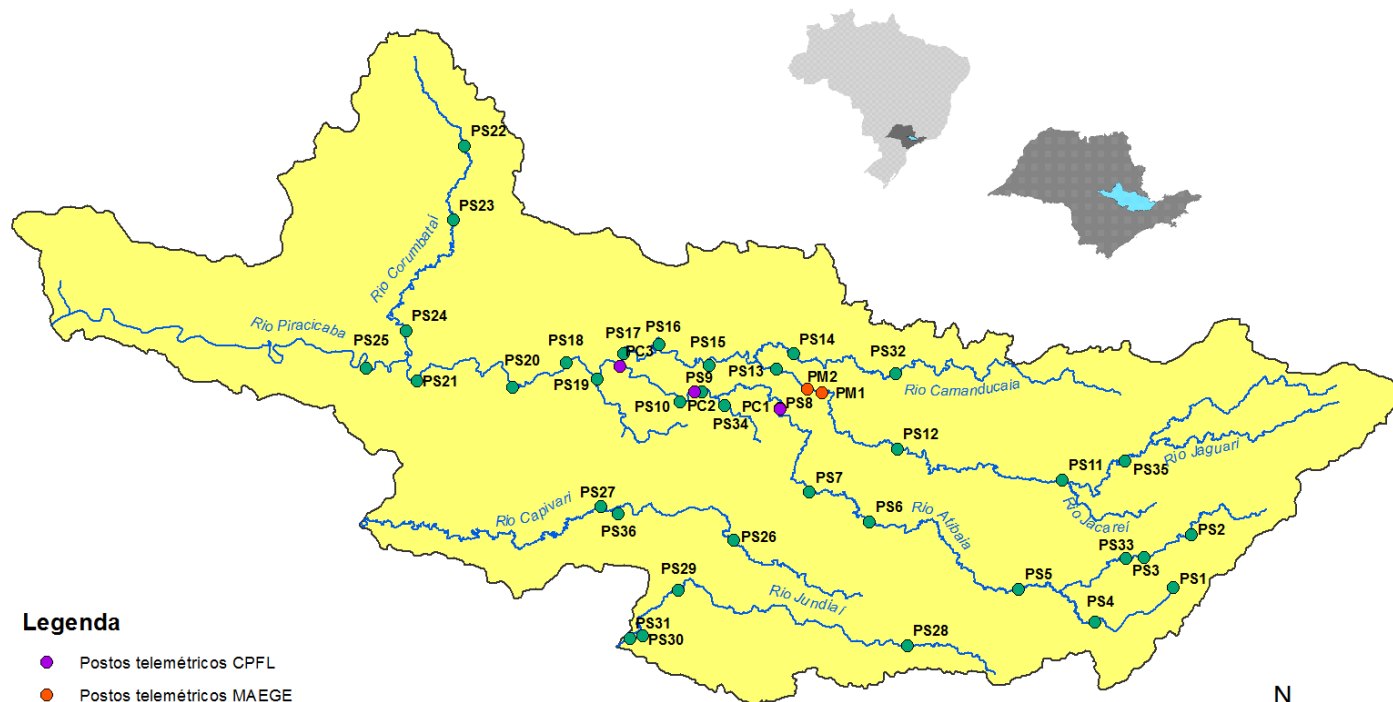 PS22
PS23
Rio Corumbataí
PS24
Rio Piracicaba
PS25
PS21
PS20
PS18
PS19
PS17
PC3
PS16
PS15
PS14
PS13
PS32
Rio Camanducaia
PM2
PM1
PS9
PS10
PC2
PS34
PC1
PS8
PS12
PS7
PS6
Rio Atibaia
PS11
PS35
Rio Jaguari
Rio Jacareí
PS2
PS33
PS3
PS1
PS5
PS4
PS27
PS36
Rio Capivari
PS26
PS29
Rio Jundiaí
PS28
PS31
PS30
Legenda
Postos telemétricos CPFL
Postos telemétricos MAEGE
N